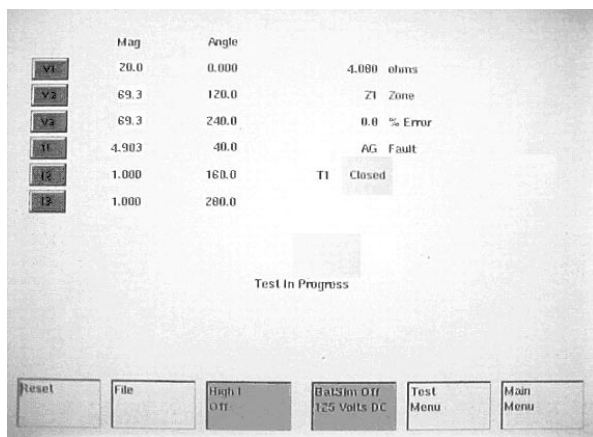 Mag Angle
V1 20.0 0.000 4.080 ohms
V2 69.3 120.0 Z1 Zone
V3 69.3 240.0 0.0 % Error
I1 4.903 40.0 AG Fault
I2 1.000 160.0 T1 Closed
I3 1.000 280.0
Test In Progress
Reset File High I BatSim Off Test Main
Off 125 Volts DC Menu Menu